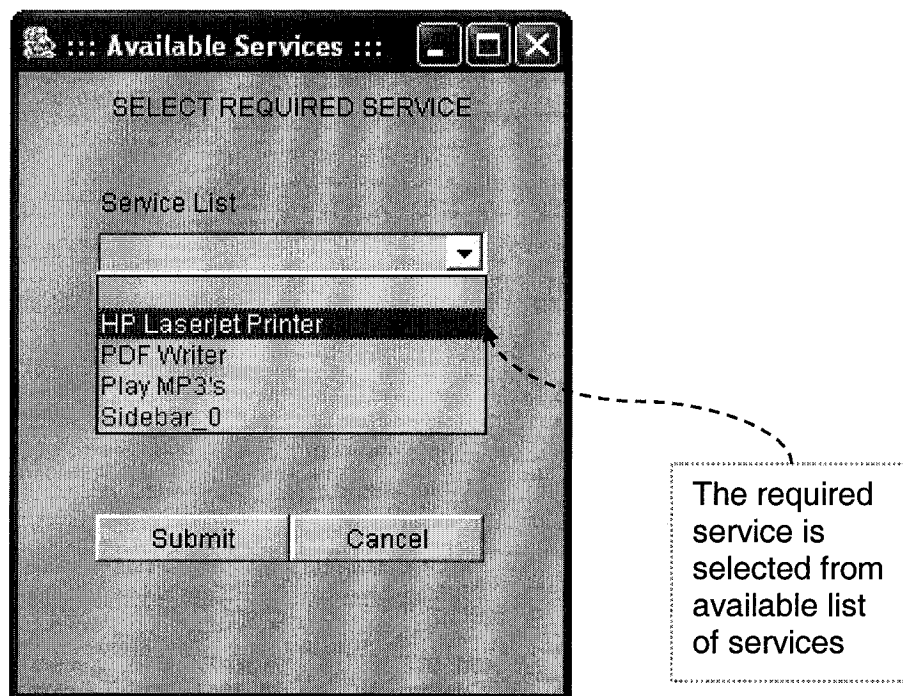 ::: Available Services :::
SELECT REQUIRED SERVICE
Service List
HP Laserjet Printer
PDF Writer
Play MP3's
Sidebar_0
Submit Cancel
The required
service is
selected from
available list
of services